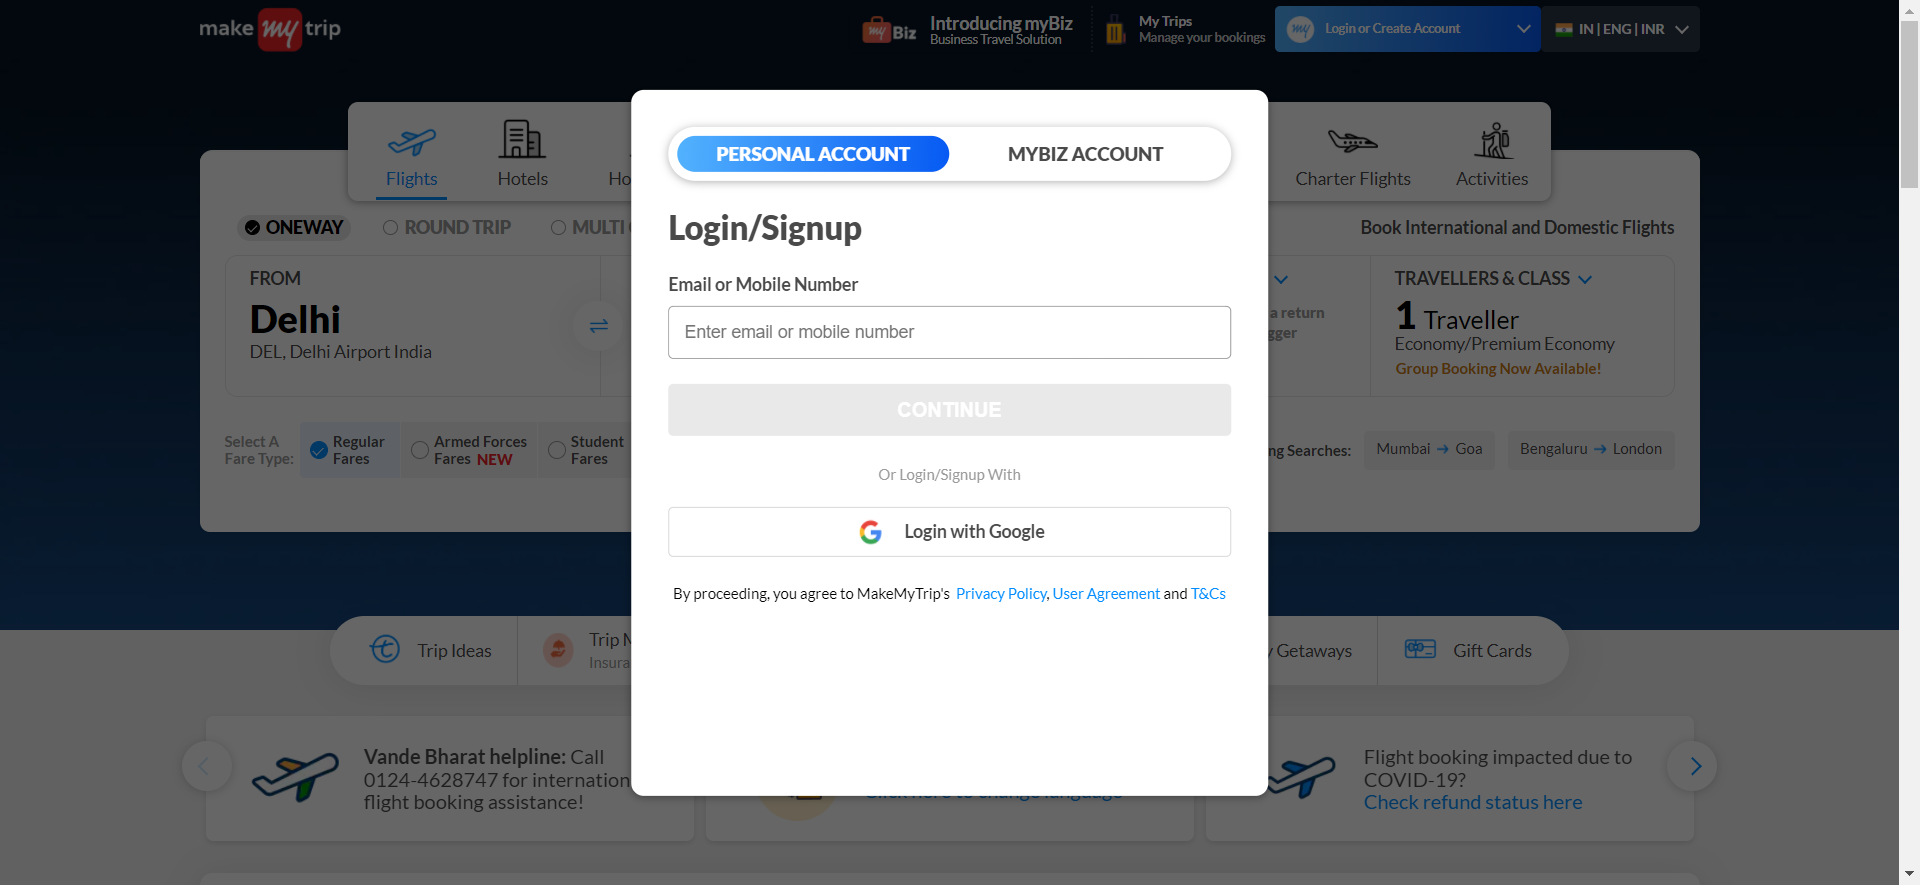 make my trip
my Biz
Introducing myBiz
Business Travel Solution
My Trips
Manage your bookings
my
Login or Create Account
IN | ENG | INR
Flights
Hotels
Ho
Charter Flights
Activities
ONEWAY
ROUND TRIP
MULTI
Book International and Domestic Flights
FROM
Delhi
DEL, Delhi Airport India
a return
gger
TRAVELLERS & CLASS
1 Traveller
Economy/Premium Economy
Group Booking Now Available!
Select A
Fare Type:
Regular
Fares
Armed Forces
Fares NEW
Student
Fares
ng Searches:
Mumbai → Goa
Bengaluru → London
PERSONAL ACCOUNT
MYBIZ ACCOUNT
Login/Signup
Email or Mobile Number
Enter email or mobile number
CONTINUE
Or Login/Signup With
Login with Google
By proceeding, you agree to MakeMyTrip's Privacy Policy, User Agreement and T&Cs
Trip Ideas
Trip M
Insura
y Getaways
Gift Cards
Vande Bharat helpline: Call
0124-4628747 for internation
flight booking assistance!
Click here to change language
Flight booking impacted due to
COVID-19?
Check refund status here